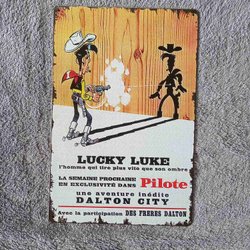 LUCKY LUKE
l'homme qui tire plus vite que son ombre
LA SEMAINE PROCHAINE
EN EXCLUSIVITÉ DANS Pilote
une aventure inédite
DALTON CITY
Avec la participation DES FRERES DALTON